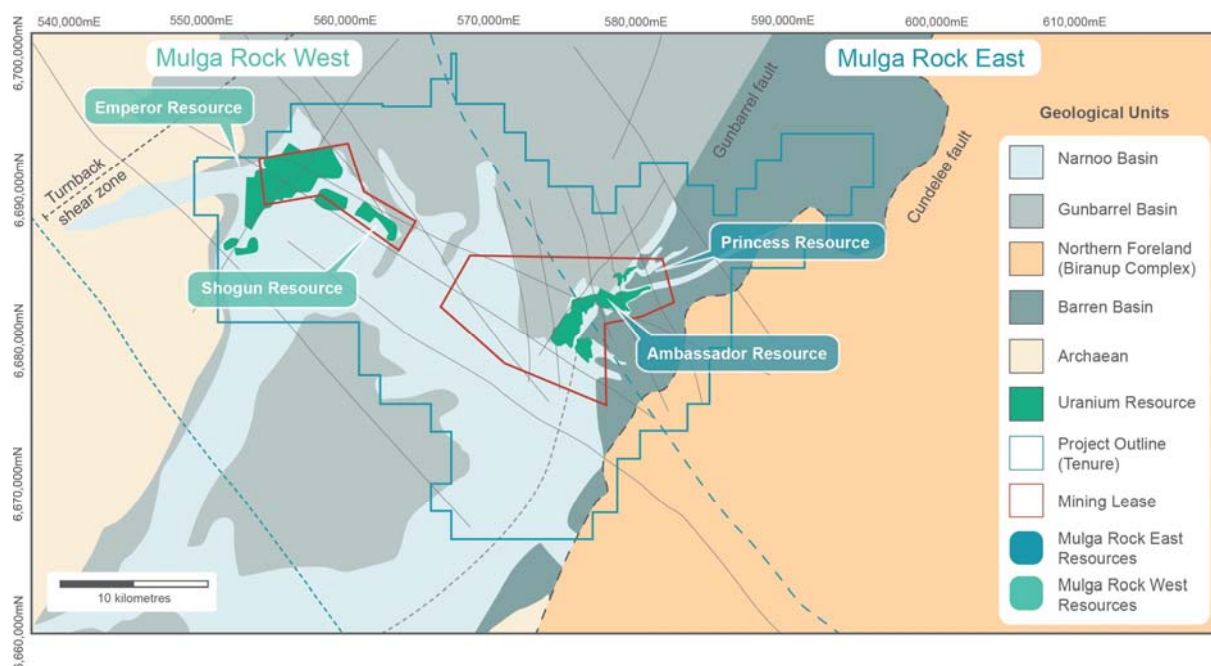 540,000mE
550,000mE
560,000mE
570,000mE
580,000mE
590,000mE
600,000mE
610,000mE
6,700,000mN
6,690,000mN
6,680,000mN
6,670,000mN
6,660,000mN
Mulga Rock West
Mulga Rock East
Emperor Resource
Turnback
shear zone
Shogun Resource
Gunbarrel fault
Cundelee fault
Princess Resource
Ambassador Resource
10 kilometres
Geological Units
Narnoo Basin
Gunbarrel Basin
Northern Foreland
(Biranup Complex)
Barren Basin
Archaean
Uranium Resource
Project Outline
(Tenure)
Mining Lease
Mulga Rock East
Resources
Mulga Rock West
Resources